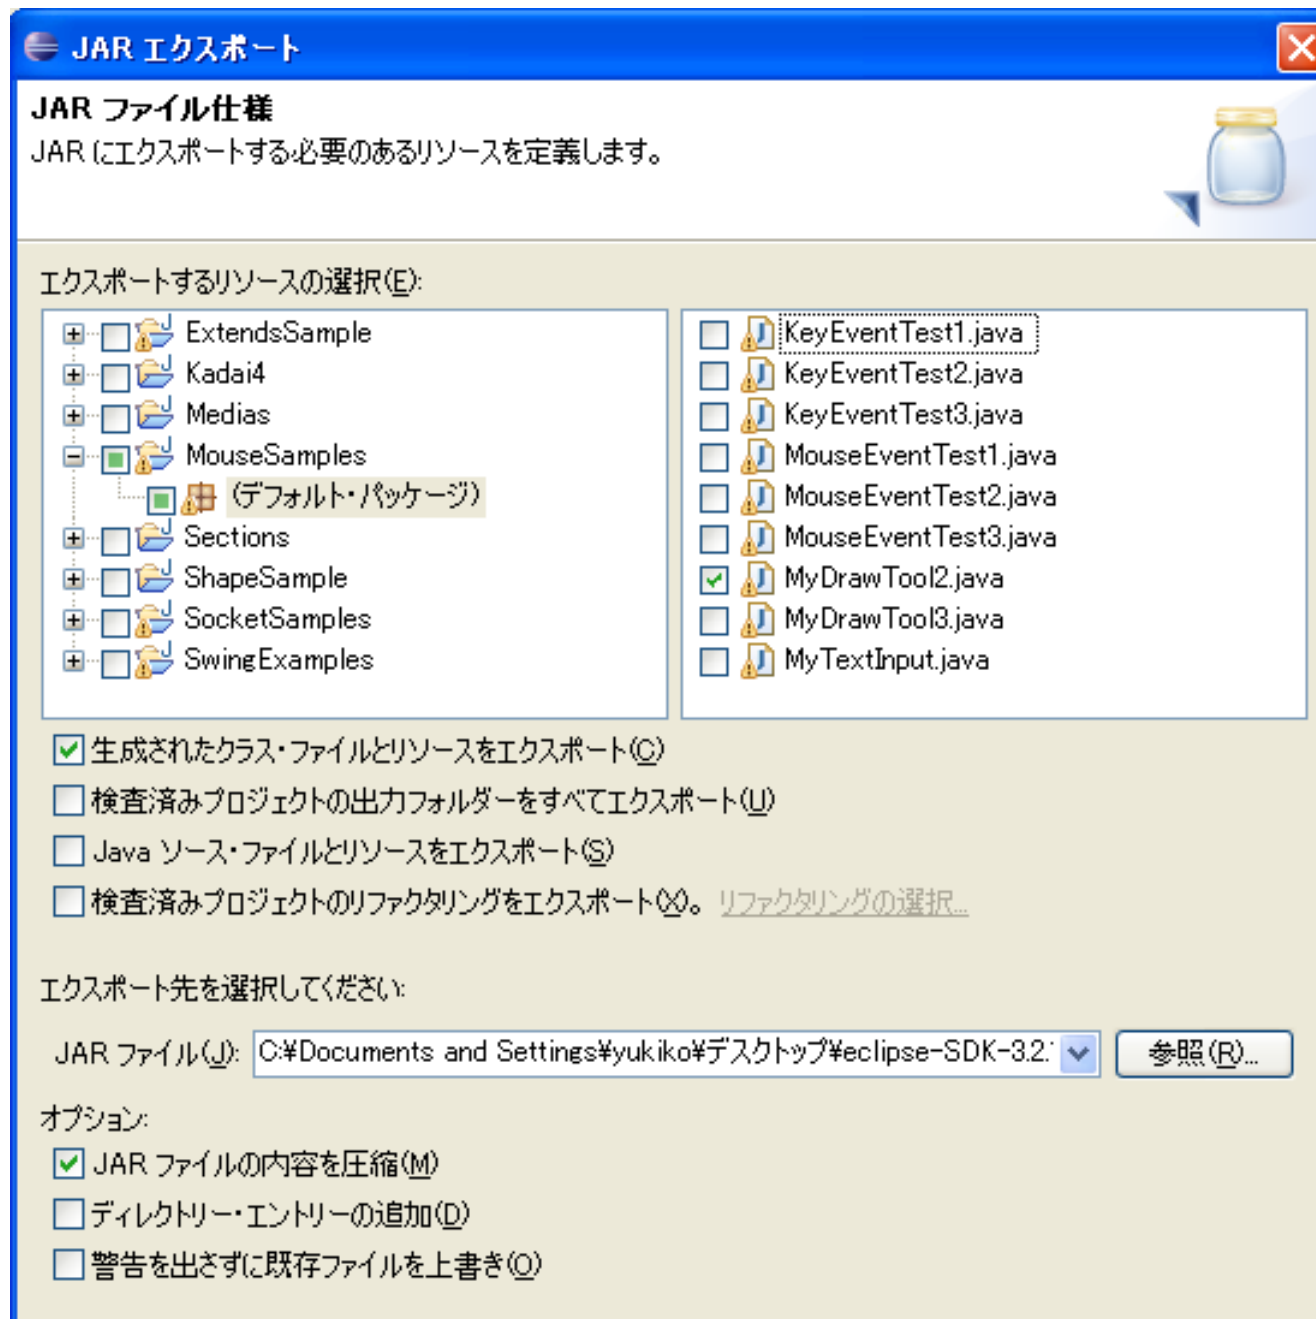 JAR エクスポート
JAR ファイル仕様
JAR にエクスポートする必要のあるリソースを定義します。
エクスポートするリソースの選択(E):
ExtendsSample
Kadai4
Medias
MouseSamples
(デフォルト・パッケージ)
Sections
ShapeSample
SocketSamples
SwingExamples
KeyEventTest1.java
KeyEventTest2.java
KeyEventTest3.java
MouseEventTest1.java
MouseEventTest2.java
MouseEventTest3.java
MyDrawTool2.java
MyDrawTool3.java
MyTextInput.java
生成されたクラス・ファイルとリソースをエクスポート(C)
検査済みプロジェクトの出力フォルダーをすべてエクスポート(U)
Java ソース・ファイルとリソースをエクスポート(S)
検査済みプロジェクトのリファクタリングをエクスポート(X)。 リファクタリングの選択...
エクスポート先を選択してください:
JAR ファイル(J): C:¥Documents and Settings¥yukiko¥デスクトップ¥eclipse-SDK-3.2. 参照(R)...
オプション:
JAR ファイルの内容を圧縮(M)
ディレクトリー・エントリーの追加(D)
警告を出さずに既存ファイルを上書き(O)